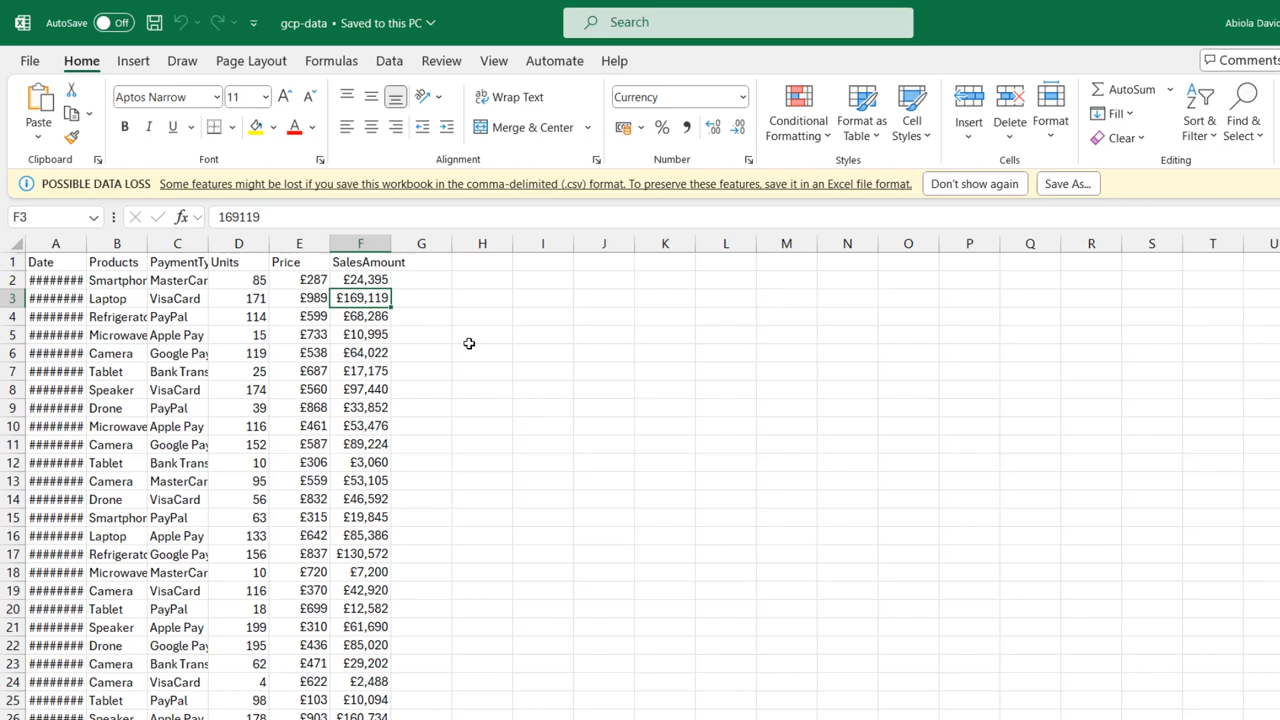 AutoSave Off gcp-data • Saved to this PC Search Abiola Davi
File Home Insert Draw Page Layout Formulas Data Review View Automate Help Comments
Paste Aptos Narrow 11 A A Wrap Text Currency Conditional Formatting Format as Table Cell Styles Insert Delete Format AutoSum Sort & Filter Find & Select
B I U A Merge & Center % Fill Clear
Clipboard Font Alignment Number Styles Cells Editing
POSSIBLE DATA LOSS Some features might be lost if you save this workbook in the comma-delimited (.csv) format. To preserve these features, save it in an Excel file format. Don't show again Save As...
F3 fx 169119
A B C D E F G H I J K L M N O P Q R S T U
1 Date Products PaymentTy Units Price SalesAmount
2 ######## Smartphor MasterCar 85 £287 £24,395
3 ######## Laptop VisaCard 171 £989 £169,119
4 ######## Refrigerato PayPal 114 £599 £68,286
5 ######## Microwave Apple Pay 15 £733 £10,995
6 ######## Camera Google Pay 119 £538 £64,022
7 ######## Tablet Bank Trans 25 £687 £17,175
8 ######## Speaker VisaCard 174 £560 £97,440
9 ######## Drone PayPal 39 £868 £33,852
10 ######## Microwave Apple Pay 116 £461 £53,476
11 ######## Camera Google Pay 152 £587 £89,224
12 ######## Tablet Bank Trans 10 £306 £3,060
13 ######## Camera MasterCar 95 £559 £53,105
14 ######## Drone VisaCard 56 £832 £46,592
15 ######## Smartphor PayPal 63 £315 £19,845
16 ######## Laptop Apple Pay 133 £642 £85,386
17 ######## Refrigerato Google Pay 156 £837 £130,572
18 ######## Microwave MasterCar 10 £720 £7,200
19 ######## Camera VisaCard 116 £370 £42,920
20 ######## Tablet PayPal 18 £699 £12,582
21 ######## Speaker Apple Pay 199 £310 £61,690
22 ######## Drone Google Pay 195 £436 £85,020
23 ######## Camera Bank Trans 62 £471 £29,202
24 ######## Camera VisaCard 4 £622 £2,488
25 ######## Tablet PayPal 98 £103 £10,094
26 ######## Speaker Apple Pay 178 £903 £160,734